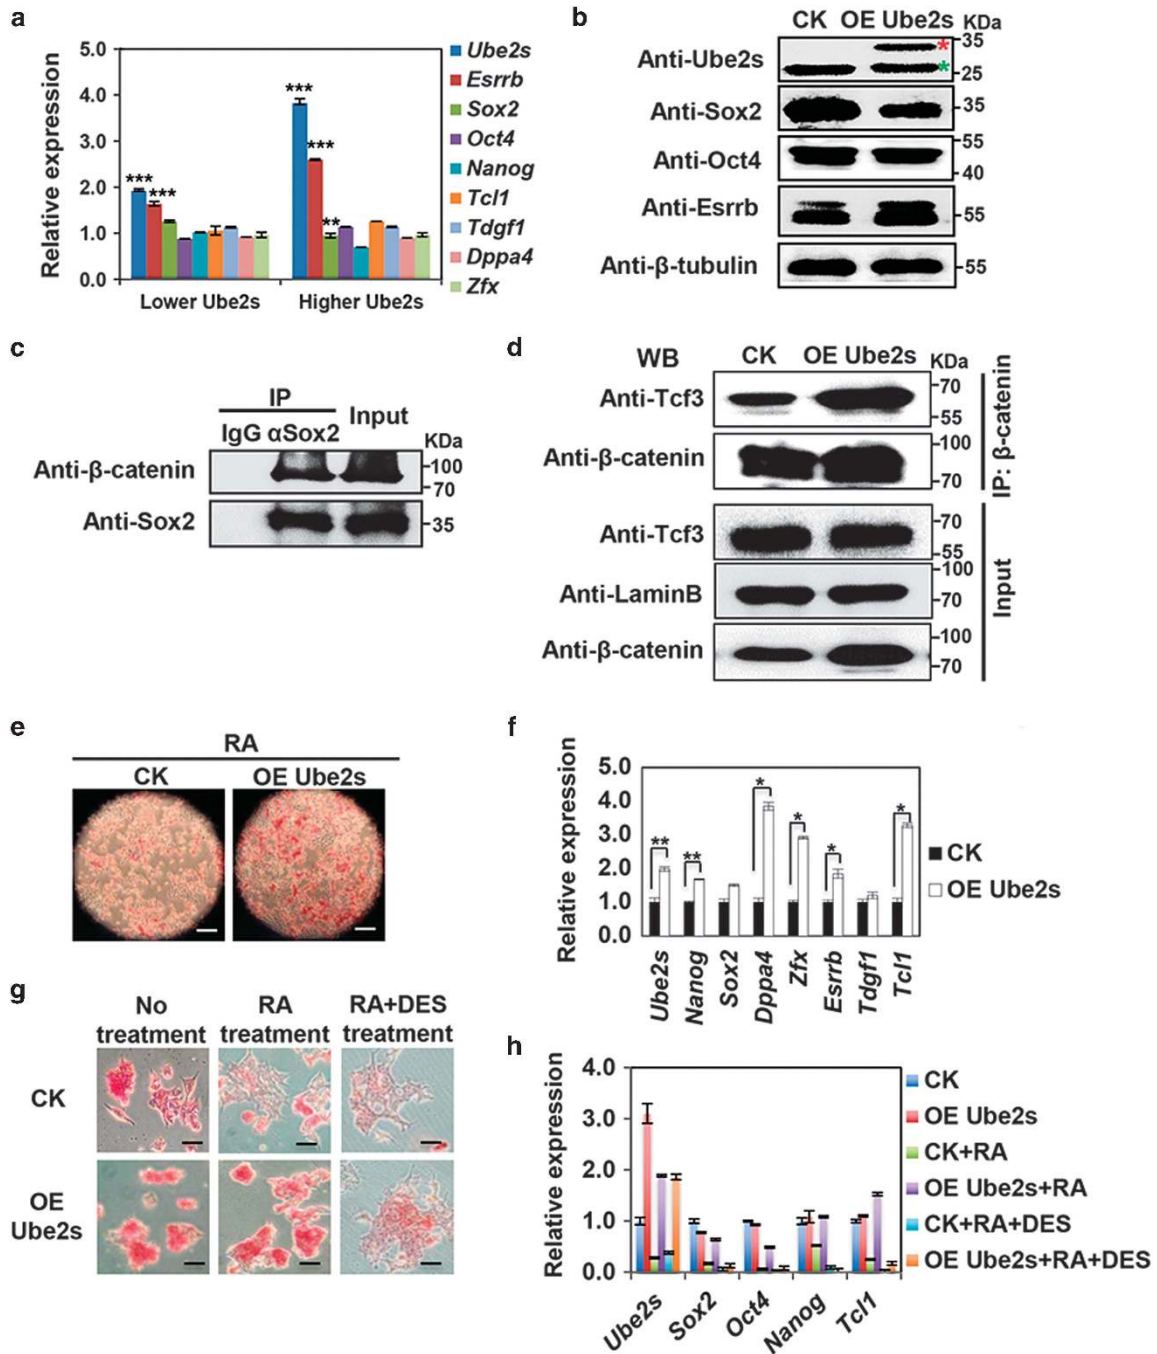 a
Relative expression
5.0
4.0
3.0
2.0
1.0
0.0
*** ***
*** *** **
Lower Ube2s
Higher Ube2s
Ube2s
Esrrb
Sox2
Oct4
Nanog
Tcl1
Tdgf1
Dppa4
Zfx
b
CK OE Ube2s KDa
Anti-Ube2s
35
*
*
25
Anti-Sox2
35
Anti-Oct4
55
40
Anti-Esrrb
55
Anti-β-tubulin
55
c
IP
IgG αSox2 Input
KDa
Anti-β-catenin
100
70
Anti-Sox2
35
d
WB CK OE Ube2s KDa
Anti-Tcf3
70
55
Anti-β-catenin
100
70
IP: β-catenin
Anti-Tcf3
70
55
Anti-LaminB
100
70
Anti-β-catenin
100
70
Input
e
RA
CK OE Ube2s
f
Relative expression
5.0
4.0
3.0
2.0
1.0
0.0
** ** * * * *
Ube2s
Nanog
Sox2
Dppa4
Zfx
Esrrb
Tdgf1
Tcl1
CK
OE Ube2s
g
No treatment
RA treatment
RA+DES treatment
CK
OE
Ube2s
h
Relative expression
4.0
3.0
2.0
1.0
0.0
Ube2s
Sox2
Oct4
Nanog
Tcl1
CK
OE Ube2s
CK+RA
OE Ube2s+RA
CK+RA+DES
OE Ube2s+RA+DES